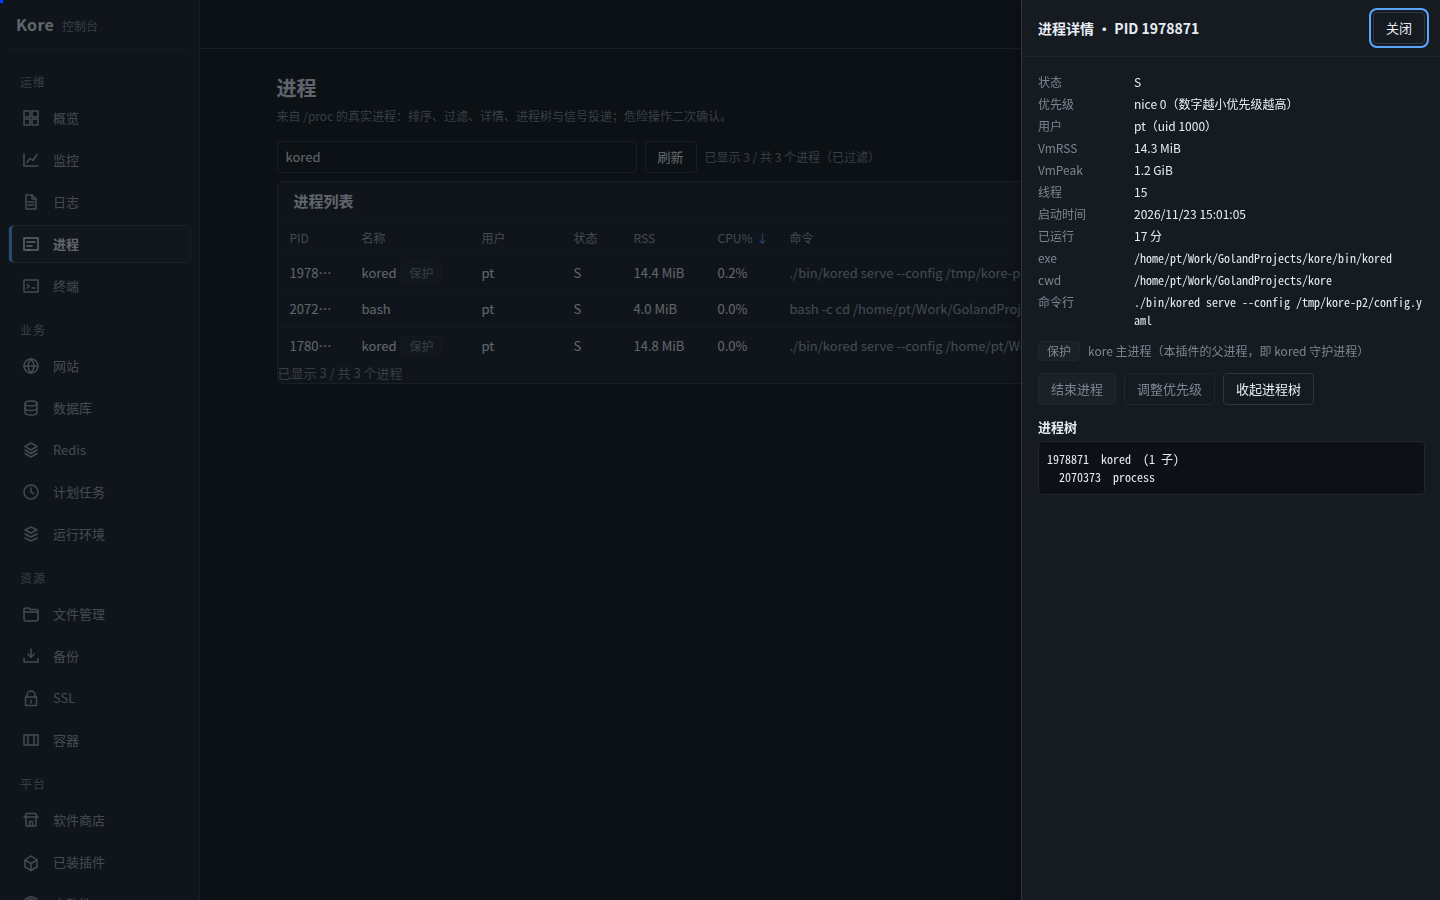 Kore 控制台
运维
概览
监控
日志
进程
终端
业务
网站
数据库
Redis
计划任务
运行环境
资源
文件管理
备份
SSL
容器
平台
软件商店
已装插件
进程
来自 /proc 的真实进程：排序、过滤、详情、进程树与信号投递；危险操作二次确认。
kored 刷新 已显示 3 / 共 3 个进程（已过滤）
进程列表
PID 名称 用户 状态 RSS CPU% ↓ 命令
1978… kored 保护 pt S 14.4 MiB 0.2% ./bin/kored serve --config /tmp/kore-p
2072… bash pt S 4.0 MiB 0.0% bash -c cd /home/pt/Work/GolandProj
1780… kored 保护 pt S 14.8 MiB 0.0% ./bin/kored serve --config /home/pt/W
已显示 3 / 共 3 个进程
进程详情 · PID 1978871 关闭
状态 S
优先级 nice 0（数字越小优先级越高）
用户 pt（uid 1000）
VmRSS 14.3 MiB
VmPeak 1.2 GiB
线程 15
启动时间 2026/11/23 15:01:05
已运行 17 分
exe /home/pt/Work/GolandProjects/kore/bin/kored
cwd /home/pt/Work/GolandProjects/kore
命令行 ./bin/kored serve --config /tmp/kore-p2/config.y
aml
保护 kore 主进程（本插件的父进程，即 kored 守护进程）
结束进程 调整优先级 收起进程树
进程树
1978871 kored (1 子)
2070373 process